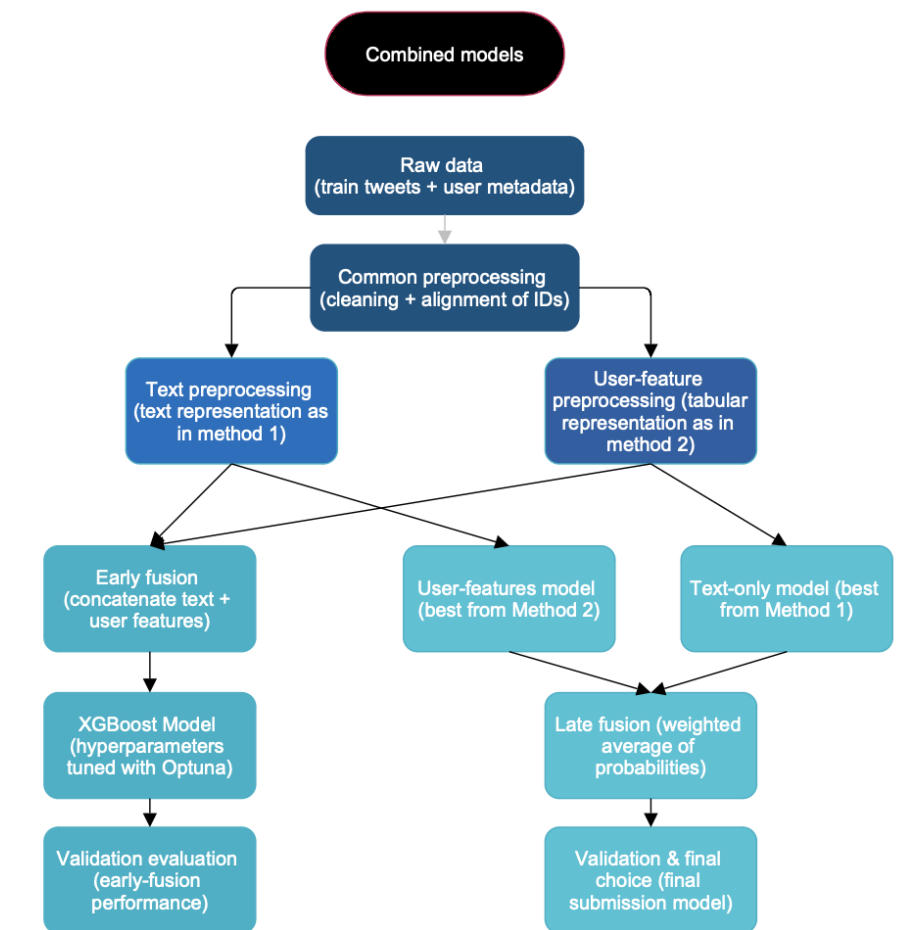 Combined models
Raw data
(train tweets + user metadata)
Common preprocessing
(cleaning + alignment of IDs)
Text preprocessing
(text representation as
in method 1)
User-feature
preprocessing (tabular
representation as in
method 2)
Early fusion
(concatenate text +
user features)
User-features model
(best from Method 2)
Text-only model (best
from Method 1)
XGBoost Model
(hyperparameters
tuned with Optuna)
Late fusion (weighted
average of
probabilities)
Validation evaluation
(early-fusion
performance)
Validation & final
choice (final
submission model)